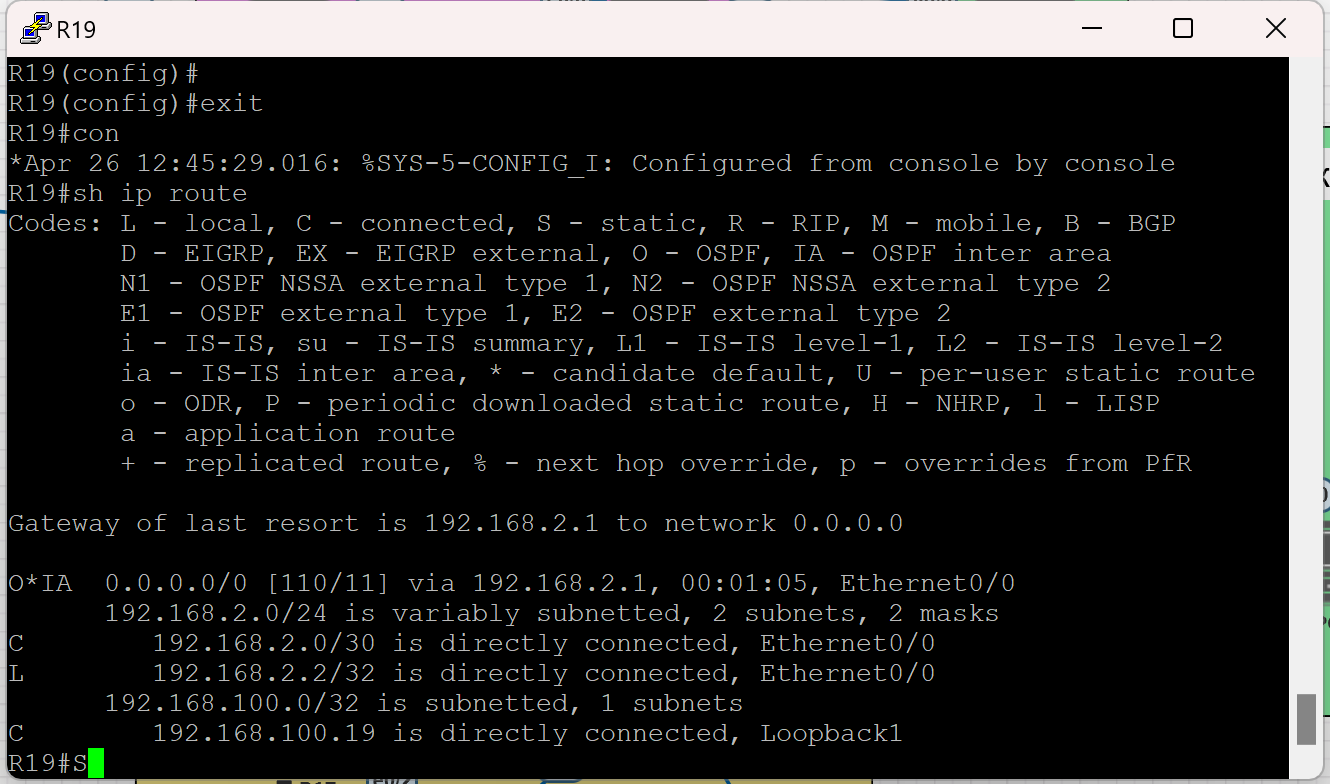 R19
R19(config)#
R19(config)#exit
R19#con
*Apr 26 12:45:29.016: %SYS-5-CONFIG_I: Configured from console by console
R19#sh ip route
Codes: L - local, C - connected, S - static, R - RIP, M - mobile, B - BGP
       D - EIGRP, EX - EIGRP external, O - OSPF, IA - OSPF inter area
       N1 - OSPF NSSA external type 1, N2 - OSPF NSSA external type 2
       E1 - OSPF external type 1, E2 - OSPF external type 2
       i - IS-IS, su - IS-IS summary, L1 - IS-IS level-1, L2 - IS-IS level-2
       ia - IS-IS inter area, * - candidate default, U - per-user static route
       o - ODR, P - periodic downloaded static route, H - NHRP, l - LISP
       a - application route
       + - replicated route, % - next hop override, p - overrides from PfR
Gateway of last resort is 192.168.2.1 to network 0.0.0.0
O*IA  0.0.0.0/0 [110/11] via 192.168.2.1, 00:01:05, Ethernet0/0
      192.168.2.0/24 is variably subnetted, 2 subnets, 2 masks
C        192.168.2.0/30 is directly connected, Ethernet0/0
L        192.168.2.2/32 is directly connected, Ethernet0/0
      192.168.100.0/32 is subnetted, 1 subnets
C        192.168.100.19 is directly connected, Loopback1
R19#S